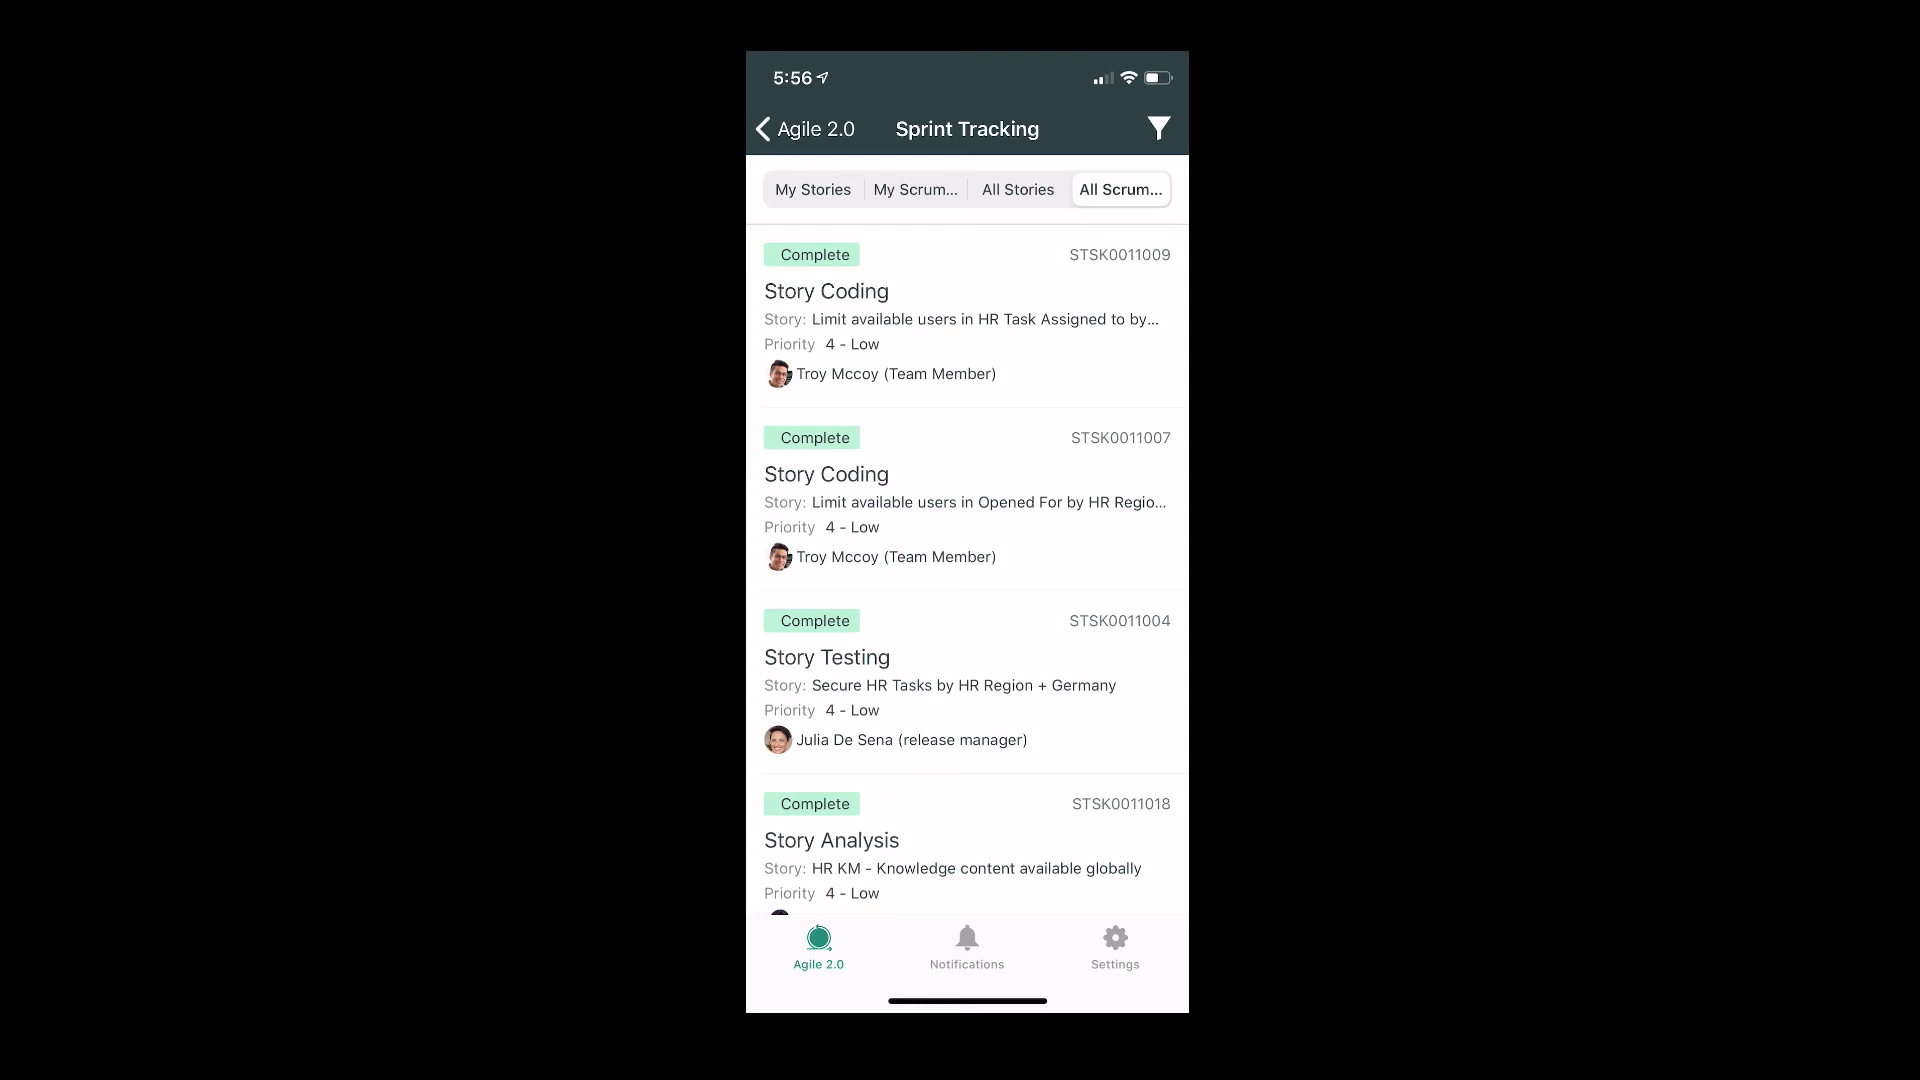 5:56
Agile 2.0 Sprint Tracking
My Stories My Scrum... All Stories All Scrum...
Complete STSK0011009
Story Coding
Story: Limit available users in HR Task Assigned to by...
Priority 4 - Low
Troy Mccoy (Team Member)
Complete STSK0011007
Story Coding
Story: Limit available users in Opened For by HR Regio...
Priority 4 - Low
Troy Mccoy (Team Member)
Complete STSK0011004
Story Testing
Story: Secure HR Tasks by HR Region + Germany
Priority 4 - Low
Julia De Sena (release manager)
Complete STSK0011018
Story Analysis
Story: HR KM - Knowledge content available globally
Priority 4 - Low
Agile 2.0 Notifications Settings